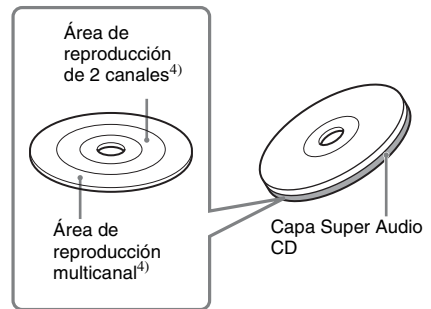 Área de
reproducción
de 2 canales4)
Área de
reproducción
multicanal4)
Capa Super Audio
CD